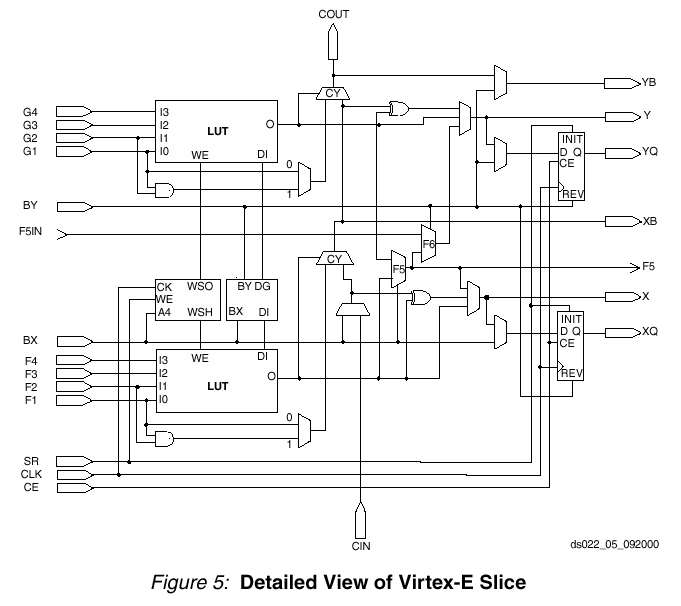 COUT
YB
CY
G4
I3
G3
I2
LUT
O
Y
G2
I1
INIT
G1
I0
D Q
YQ
WE
DI
CE
0
1
REV
BY
XB
F5IN
F6
CY
F5
F5
CK
WSO
BY DG
WE
X
A4
WSH
BX
DI
INIT
D Q
XQ
BX
CE
WE
DI
F4
I3
F3
I2
REV
F2
I1
LUT
O
F1
I0
0
1
SR
CLK
CE
CIN
ds022_05_092000
Figure 5: Detailed View of Virtex-E Slice